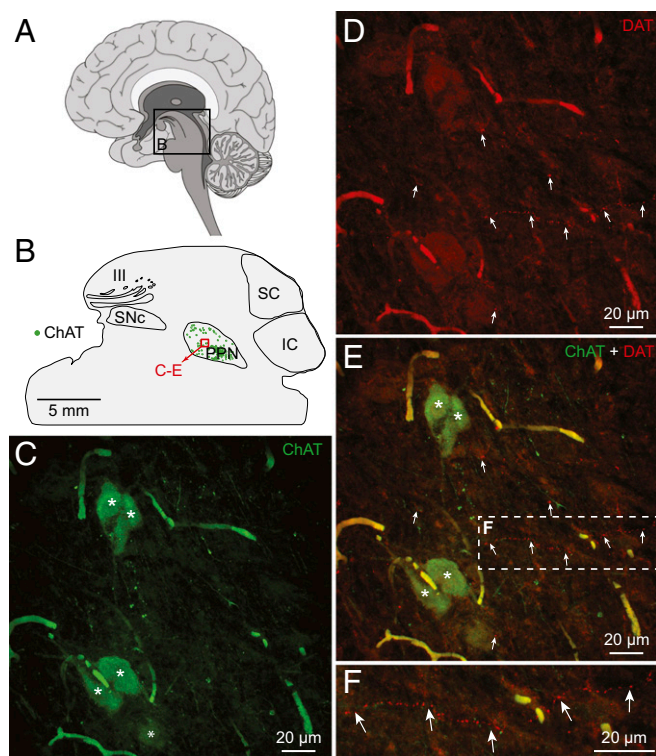 A
B
B
III
SNc
SC
IC
PPN
ChAT
C-E
5 mm
C
ChAT
*
*
*
*
*
20 µm
D
DAT
20 µm
E
ChAT + DAT
*
*
F
*
*
20 µm
F
20 µm